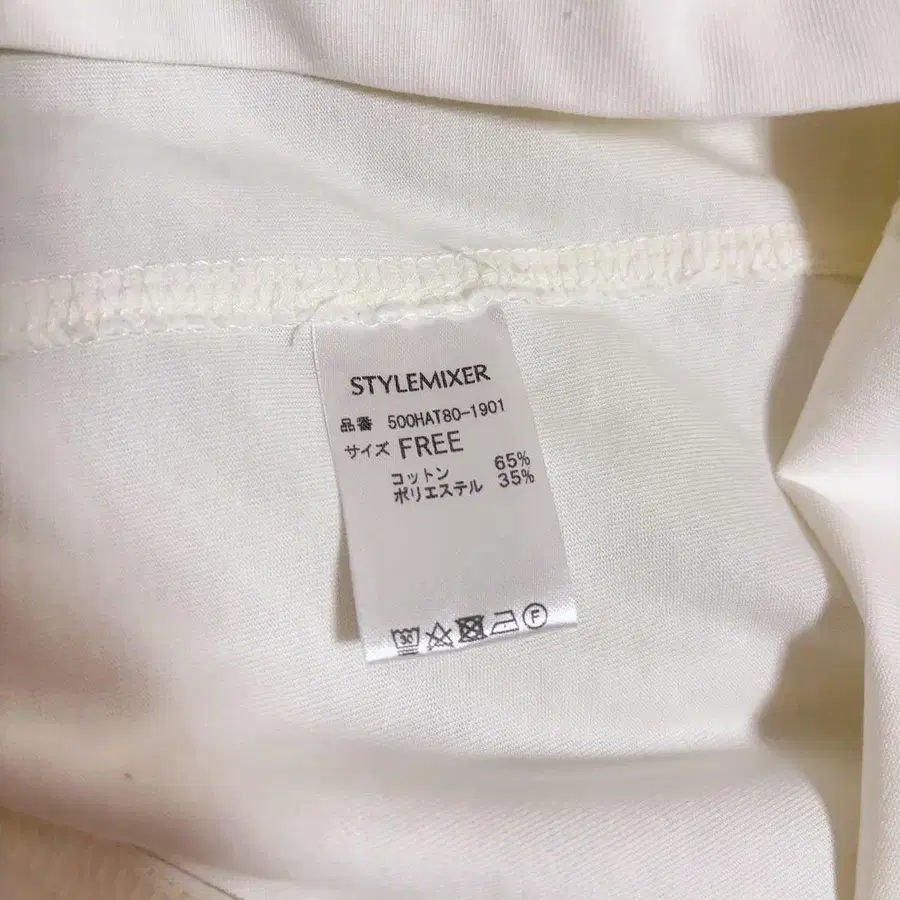 STYLEMIXER
品番 500HAT80-1901
サイズ FREE
コットン 65%
ポリエステル 35%
30
F